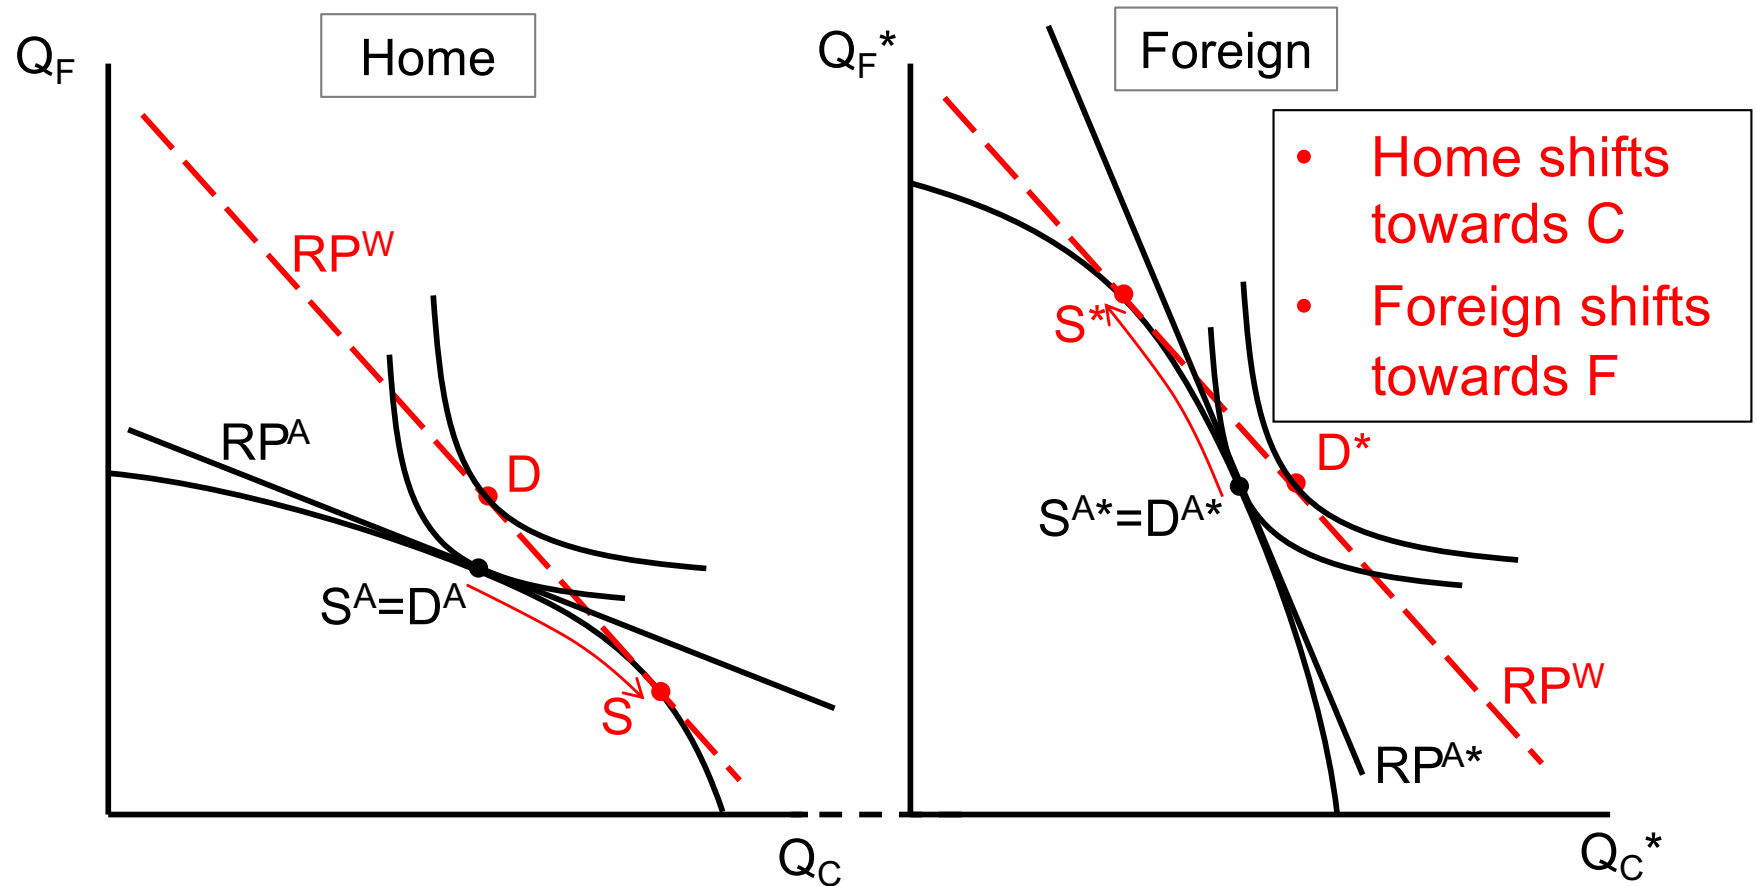 Home
Q_F
RP^W
RP^A
D
S^A=D^A
S
Q_C
Foreign
Q_F*
• Home shifts
towards C
• Foreign shifts
towards F
S*
D*
S^A*=D^A*
RP^W
RP^A*
Q_C*